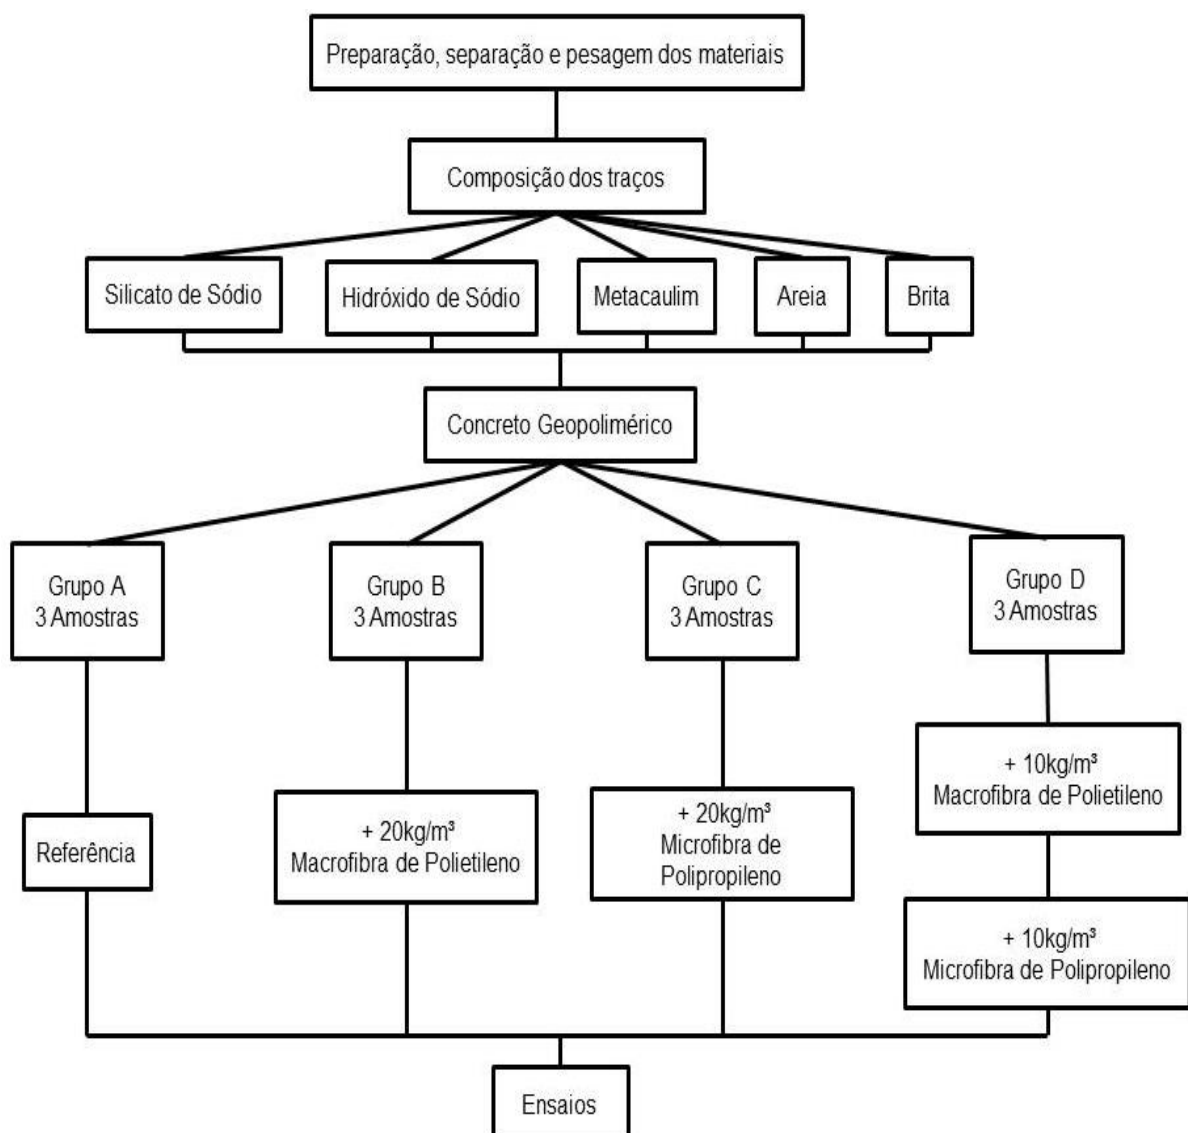 Preparação, separação e pesagem dos materiais
Composição dos traços
Silicato de Sódio
Hidróxido de Sódio
Metacaulim
Areia
Brita
Concreto Geopolimérico
Grupo A
3 Amostras
Grupo B
3 Amostras
Grupo C
3 Amostras
Grupo D
3 Amostras
Referência
+ 20kg/m³
Macrofibra de Polietileno
+ 20kg/m³
Microfibra de
Polipropileno
+ 10kg/m³
Macrofibra de Polietileno
+ 10kg/m³
Microfibra de Polipropileno
Ensaios